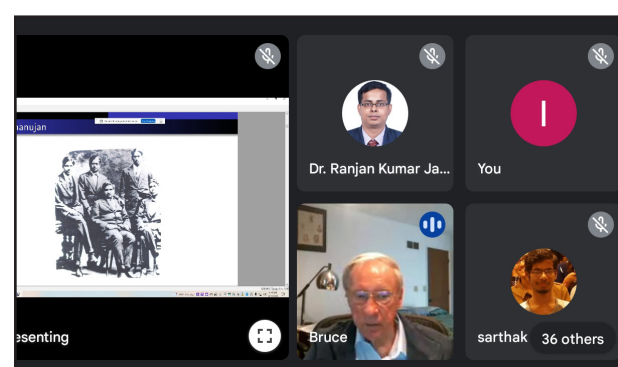 manujan
esenting
Dr. Ranjan Kumar Ja...
You
I
Bruce
sarthak
36 others